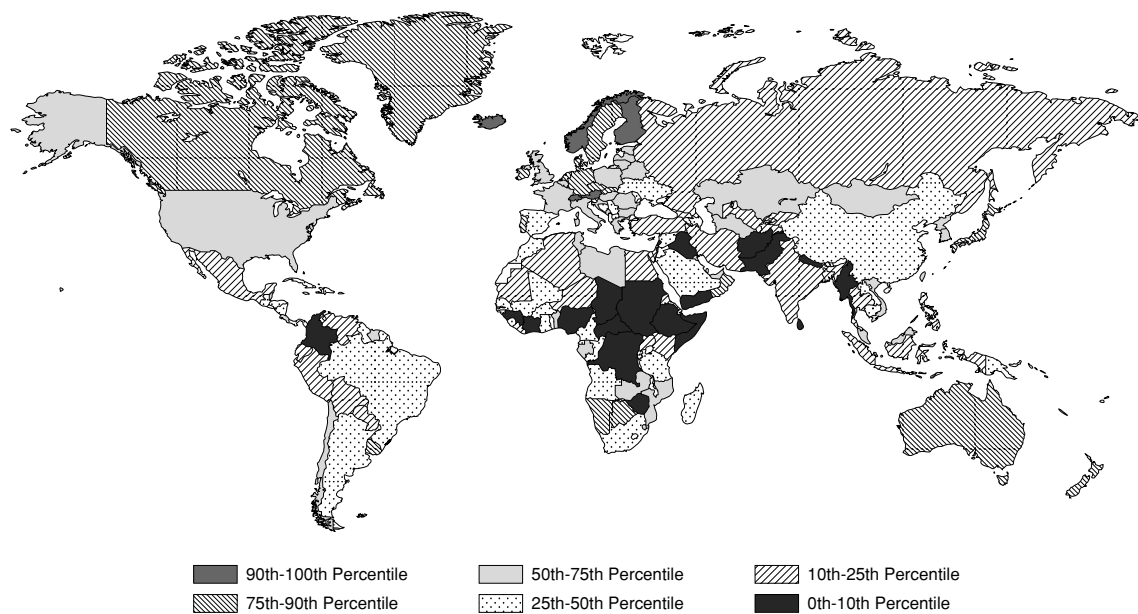 90th-100th Percentile
50th-75th Percentile
10th-25th Percentile
75th-90th Percentile
25th-50th Percentile
0th-10th Percentile